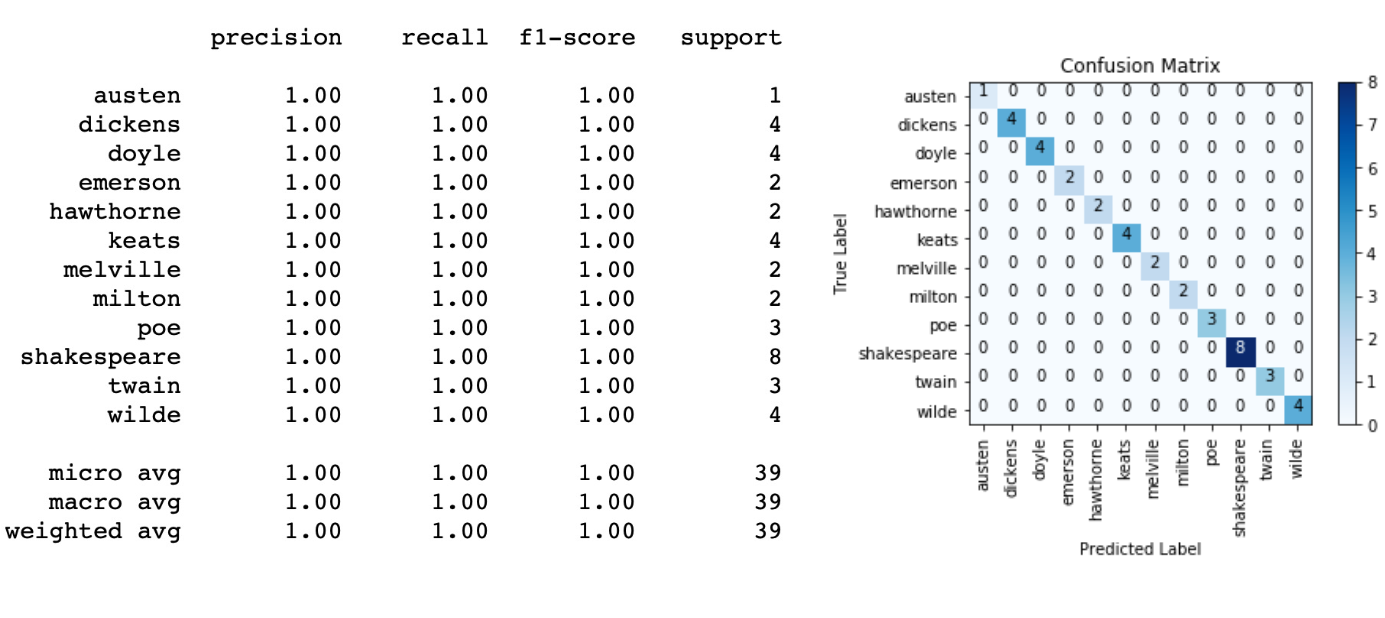 precision recall f1-score support
austen 1.00 1.00 1.00 1
dickens 1.00 1.00 1.00 4
doyle 1.00 1.00 1.00 4
emerson 1.00 1.00 1.00 2
hawthorne 1.00 1.00 1.00 2
keats 1.00 1.00 1.00 4
melville 1.00 1.00 1.00 2
milton 1.00 1.00 1.00 2
poe 1.00 1.00 1.00 3
shakespeare 1.00 1.00 1.00 8
twain 1.00 1.00 1.00 3
wilde 1.00 1.00 1.00 4
micro avg 1.00 1.00 1.00 39
macro avg 1.00 1.00 1.00 39
weighted avg 1.00 1.00 1.00 39
Confusion Matrix
True Label
austen 1 0 0 0 0 0 0 0 0 0 0 0
dickens 0 4 0 0 0 0 0 0 0 0 0 0
doyle 0 0 4 0 0 0 0 0 0 0 0 0
emerson 0 0 0 2 0 0 0 0 0 0 0 0
hawthorne 0 0 0 0 2 0 0 0 0 0 0 0
keats 0 0 0 0 0 4 0 0 0 0 0 0
melville 0 0 0 0 0 0 2 0 0 0 0 0
milton 0 0 0 0 0 0 0 2 0 0 0 0
poe 0 0 0 0 0 0 0 0 3 0 0 0
shakespeare 0 0 0 0 0 0 0 0 0 8 0 0
twain 0 0 0 0 0 0 0 0 0 0 3 0
wilde 0 0 0 0 0 0 0 0 0 0 0 4
austen dickens doyle emerson hawthorne keats melville milton poe shakespeare twain wilde
Predicted Label
8
7
6
5
4
3
2
1
0